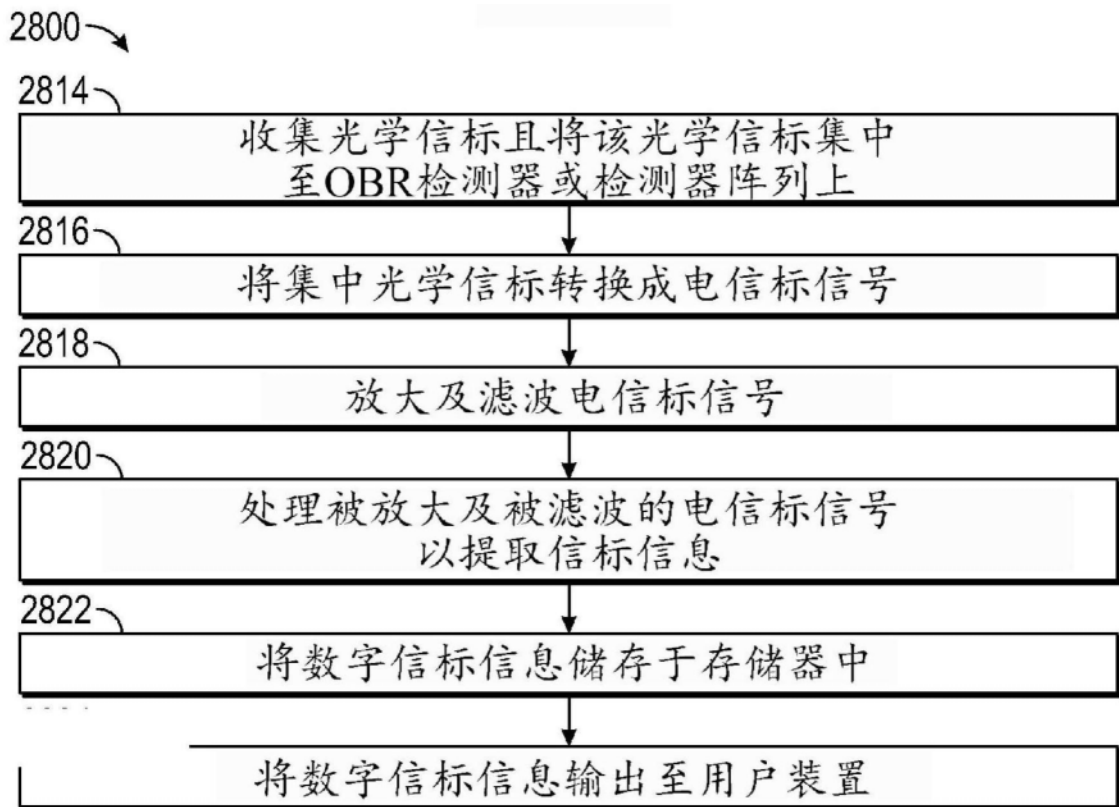 2800
2814
收集光学信标且将该光学信标集中
至OBR检测器或检测器阵列上
2816
将集中光学信标转换成电信标信号
2818
放大及滤波电信标信号
2820
处理被放大及被滤波的电信标信号
以提取信标信息
2822
将数字信标信息储存于存储器中
将数字信标信息输出至用户装置